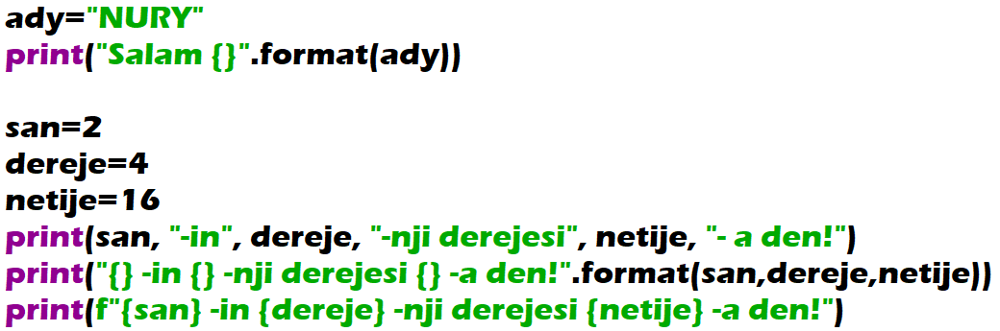 ady="NURY"
print("Salam {}".format(ady))
san=2
dereje=4
netije=16
print(san, "-in", dereje, "-nji derejesi", netije, "- a den!")
print("{} -in {} -nji derejesi {} -a den!".format(san,dereje,netije))
print(f"{san} -in {dereje} -nji derejesi {netije} -a den!")